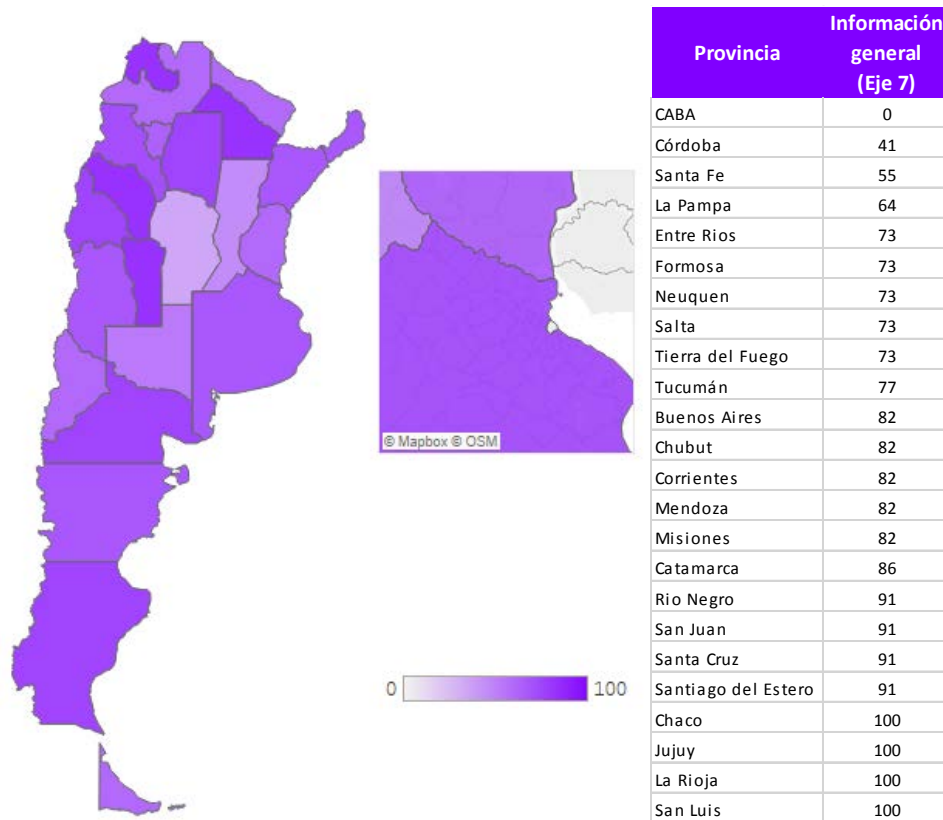 © Mapbox © OSM
0 100
Provincia Información general (Eje 7)
CABA 0
Córdoba 41
Santa Fe 55
La Pampa 64
Entre Rios 73
Formosa 73
Neuquen 73
Salta 73
Tierra del Fuego 73
Tucumán 77
Buenos Aires 82
Chubut 82
Corrientes 82
Mendoza 82
Misiones 82
Catamarca 86
Rio Negro 91
San Juan 91
Santa Cruz 91
Santiago del Estero 91
Chaco 100
Jujuy 100
La Rioja 100
San Luis 100